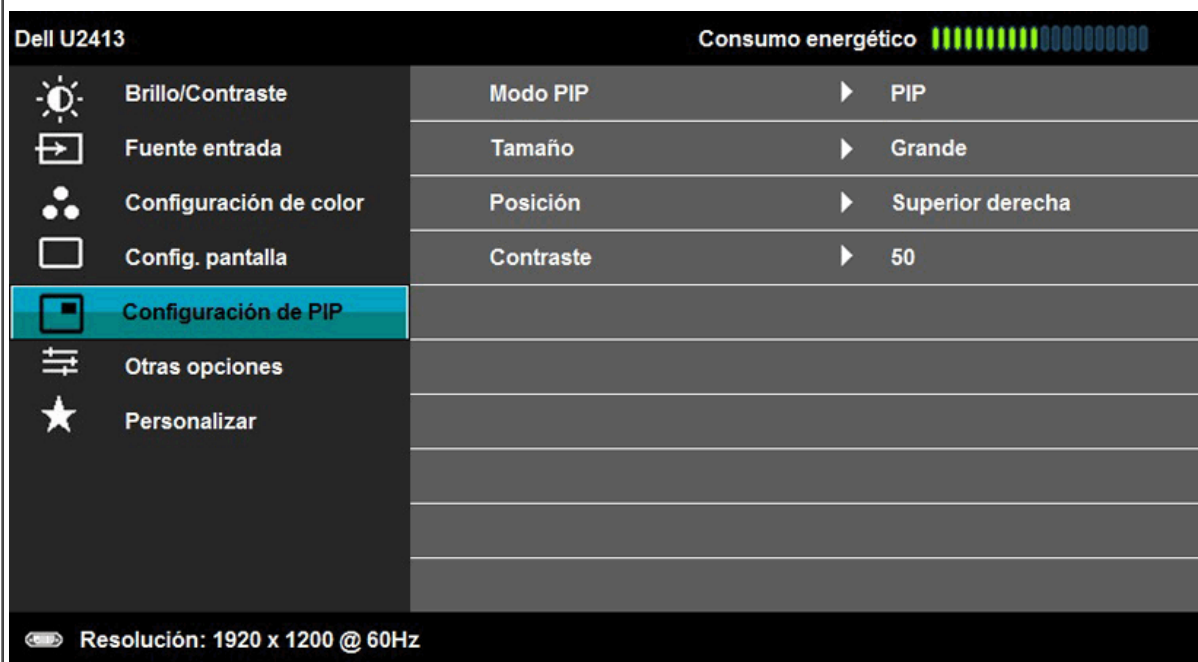 Dell U2413 Consumo energético
Brillo/Contraste Modo PIP PIP
Fuente entrada Tamaño Grande
Configuración de color Posición Superior derecha
Config. pantalla Contraste 50
Configuración de PIP
Otras opciones
Personalizar
Resolución: 1920 x 1200 @ 60Hz